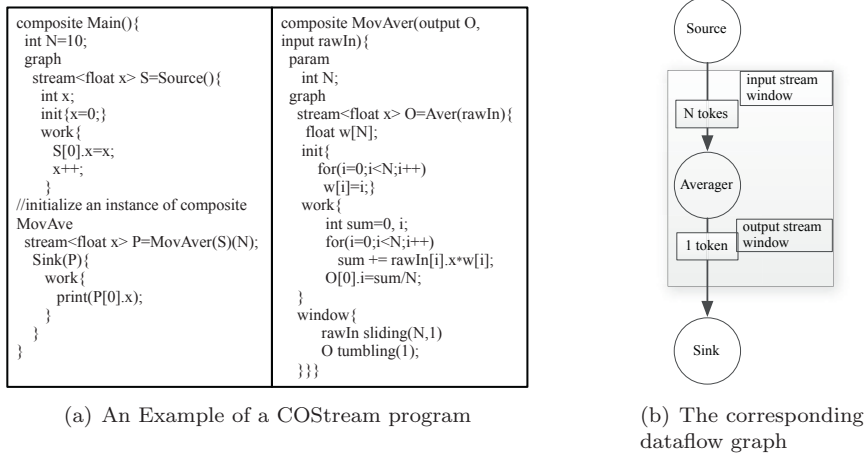 composite Main(){
int N=10;
graph
stream<float x> S=Source(){
int x;
init{x=0;}
work{
S[0].x=x;
x++;
}
//initialize an instance of composite
MovAve
stream<float x> P=MovAver(S)(N);
Sink(P){
work{
print(P[0].x);
}
}
}
composite MovAver(output O,
input rawIn){
param
int N;
graph
stream<float x> O=Aver(rawIn){
float w[N];
init{
for(i=0;i<N;i++)
w[i]=i;}
work{
int sum=0, i;
for(i=0;i<N;i++)
sum += rawIn[i].x*w[i];
O[0].i=sum/N;
}
window{
rawIn sliding(N,1)
O tumbling(1);
}}}
(a) An Example of a COStream program
Source
input stream
window
N tokes
Averager
output stream
window
1 token
Sink
(b) The corresponding
dataflow graph